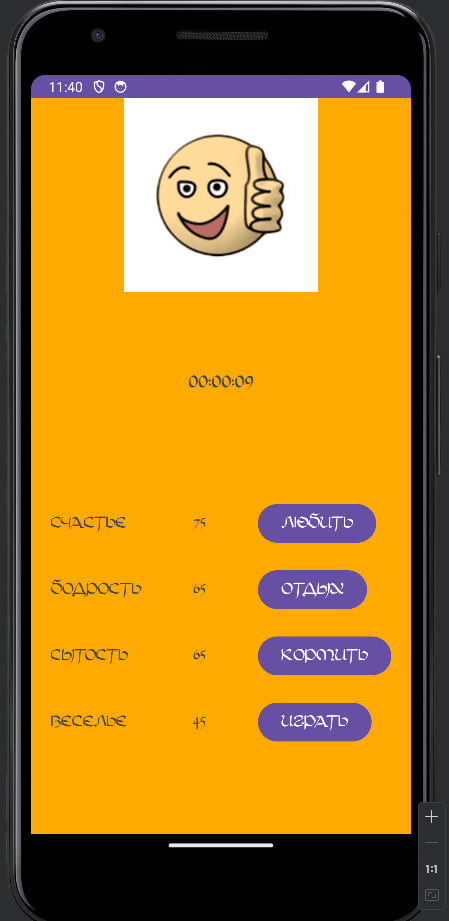 11:40
00:00:09
СЧАСТЬЕ 75 ЛЮБИТЬ
БОДРОСТЬ 65 ОТДЫХ
СЫТОСТЬ 65 КОРМИТЬ
ВЕСЕЛЬЕ 45 ИГРАТЬ
1:1